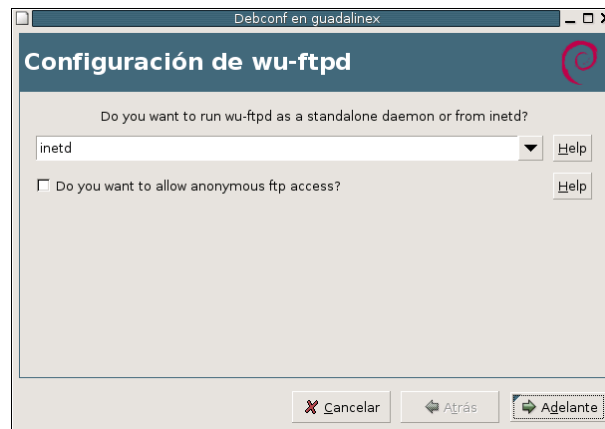 Debconf en guadalinex
Configuración de wu-ftpd
Do you want to run wu-ftpd as a standalone daemon or from inetd?
inetd
Help
Do you want to allow anonymous ftp access?
Help
Cancelar
Atrás
Adelante